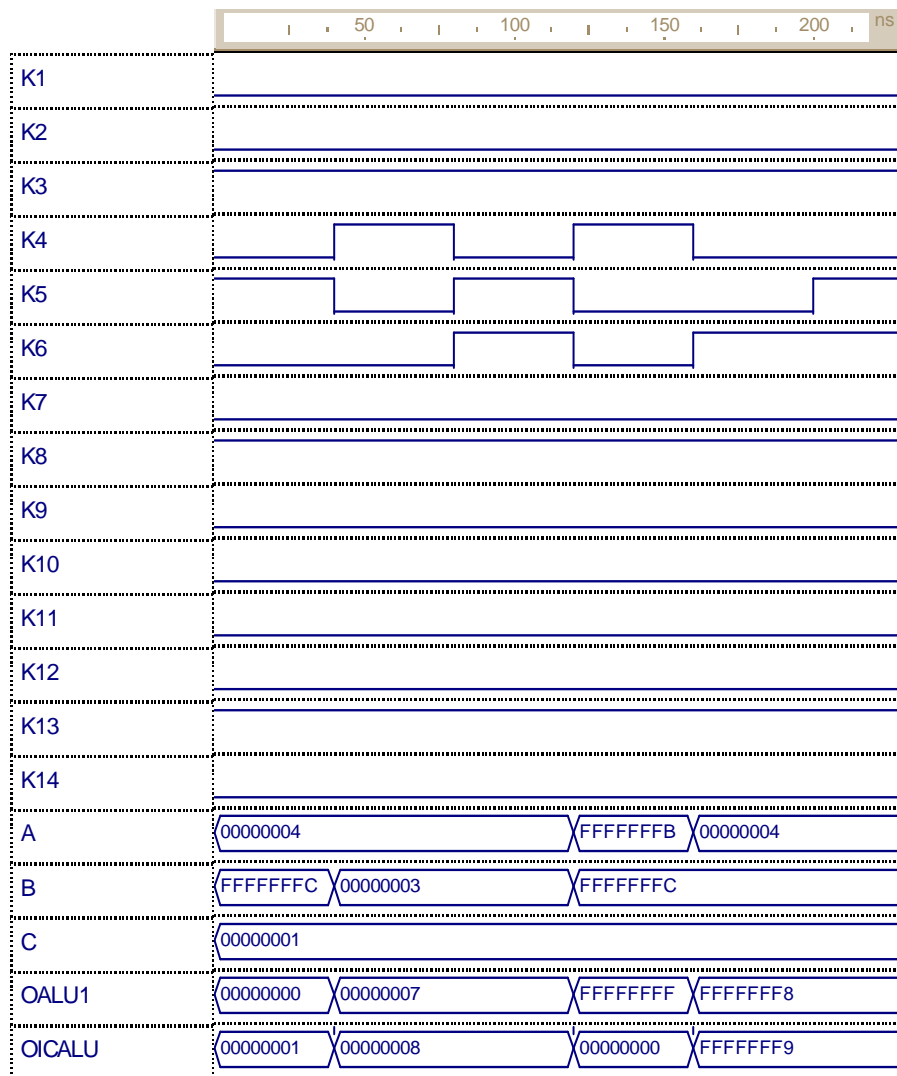 50 100 150 200 ns
K1
K2
K3
K4
K5
K6
K7
K8
K9
K10
K11
K12
K13
K14
A 00000004 FFFFFFFB 00000004
B FFFFFFFC 00000003 FFFFFFFC
C 00000001
OALU1 00000000 00000007 FFFFFFFF FFFFFFF8
OICALU 00000001 00000008 00000000 FFFFFFF9